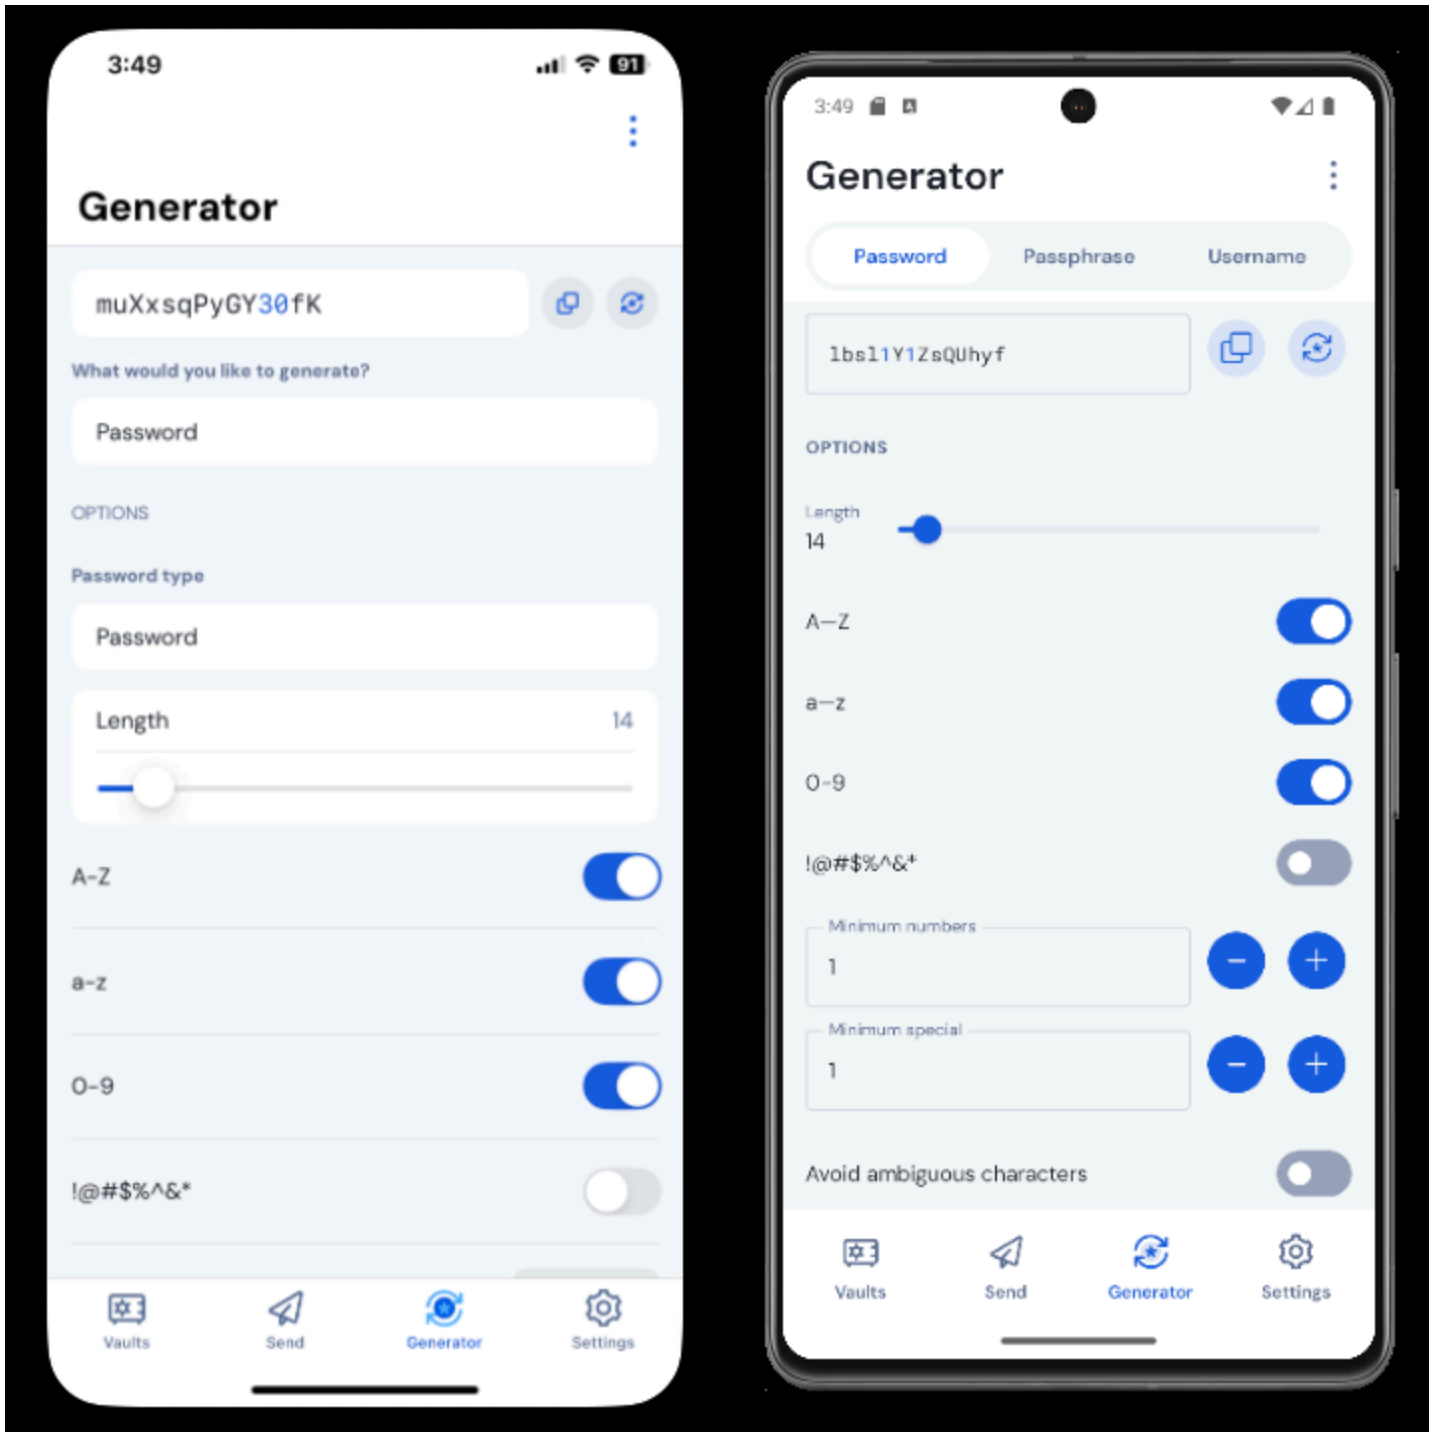 3:49
91
Generator
muXxsqPyGY30fK
What would you like to generate?
Password
OPTIONS
Password type
Password
Length 14
A-Z
a-z
0-9
!@#$%^&*
Vaults Send Generator Settings
3:49
Generator
Password Passphrase Username
lbsl1Y1ZsQUhyf
OPTIONS
Length
14
A—Z
a—z
0-9
!@#$%^&*
Minimum numbers
1
Minimum special
1
Avoid ambiguous characters
Vaults Send Generator Settings